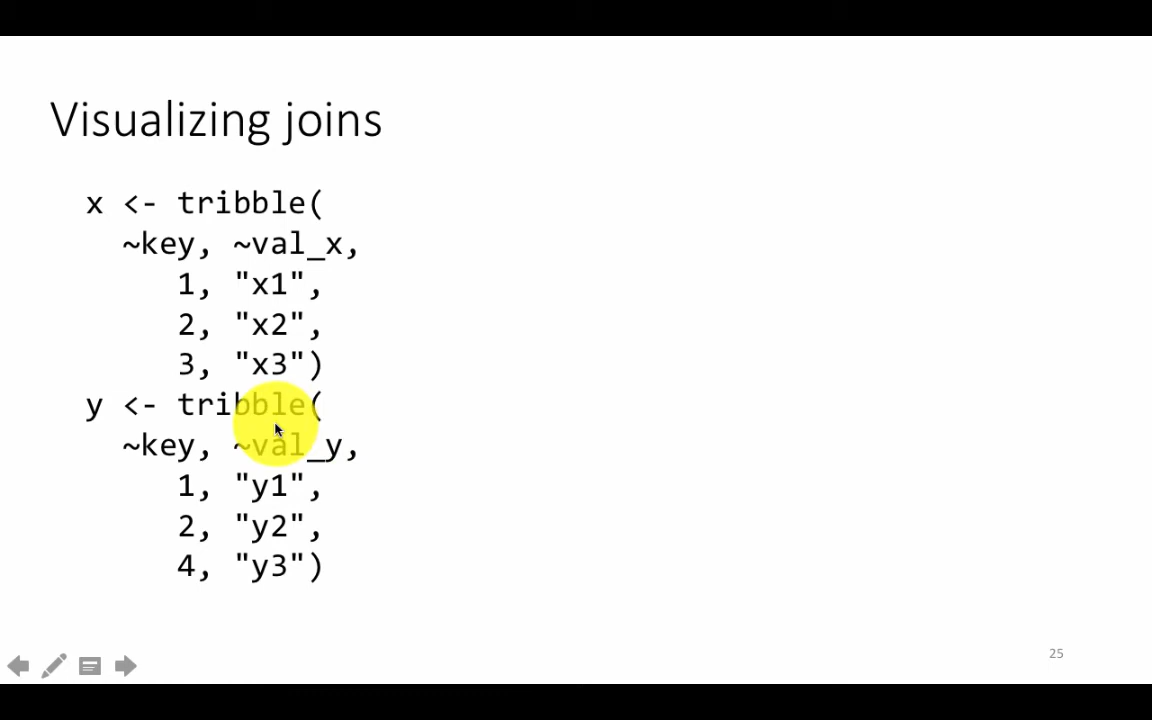 Visualizing joins
x <- tribble(
~key, ~val_x,
1, "x1",
2, "x2",
3, "x3")
y <- tribble(
~key, ~val_y,
1, "y1",
2, "y2",
4, "y3")
25